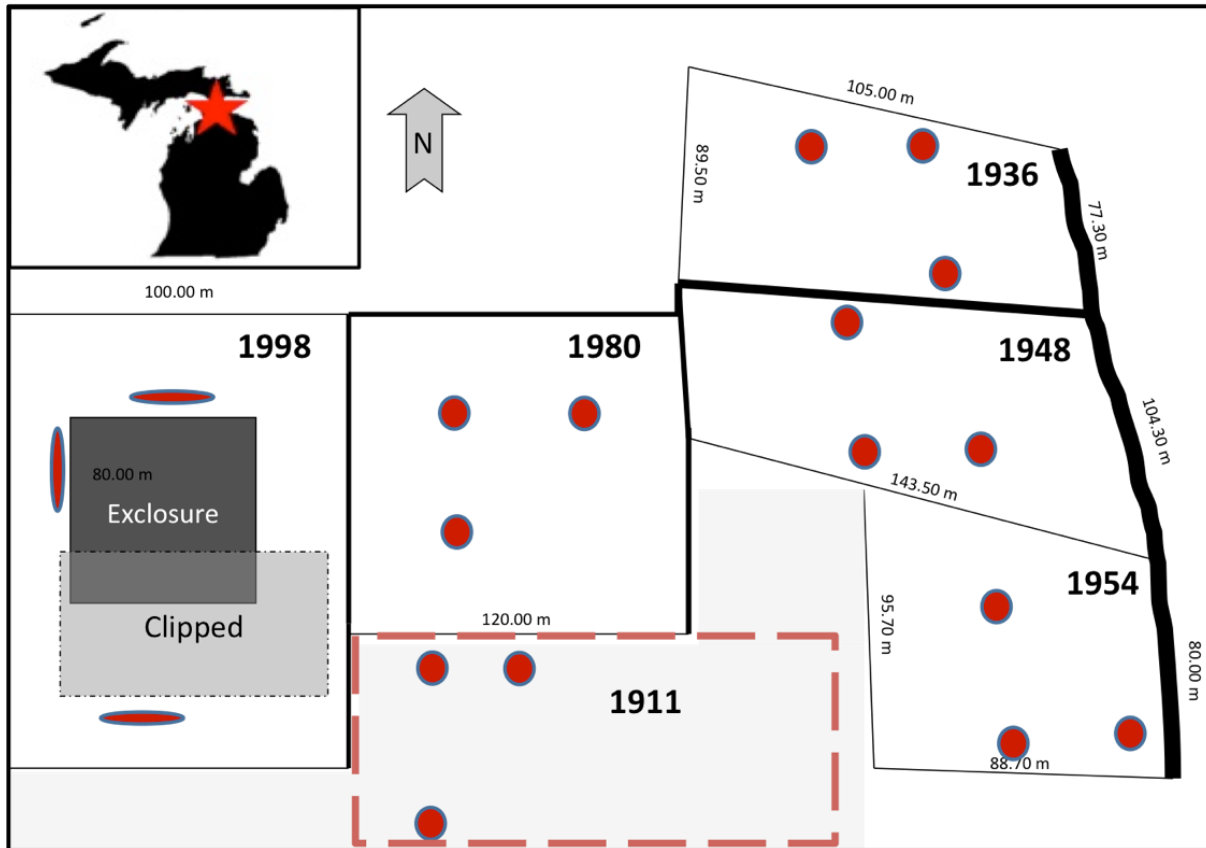 N
105.00 m
89.50 m
1936
77.30 m
100.00 m
1998
1980
1948
104.30 m
80.00 m
Exclosure
143.50 m
Clipped
120.00 m
1954
95.70 m
80.00 m
1911
88.70 m